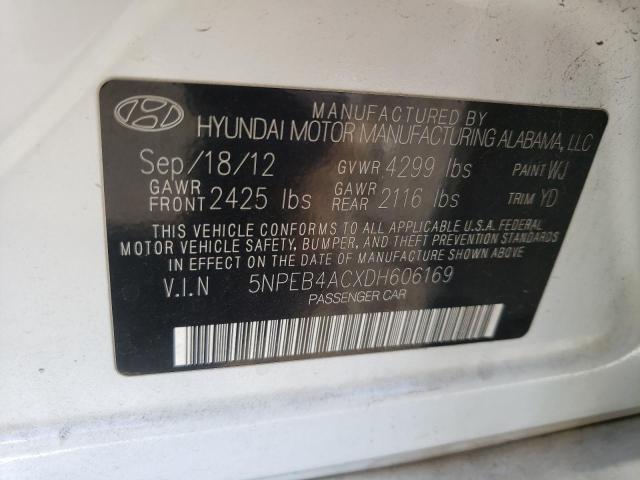 MANUFACTURED BY
HYUNDAI MOTOR MANUFACTURING ALABAMA, LLC
Sep/18/12 GVWR 4299 lbs PAINT WJ
GAWR FRONT 2425 lbs GAWR REAR 2116 lbs TRIM YD
THIS VEHICLE CONFORMS TO ALL APPLICABLE U.S.A. FEDERAL
MOTOR VEHICLE SAFETY, BUMPER, AND THEFT PREVENTION STANDARDS
IN EFFECT ON THE DATE OF MANUFACTURE SHOWN ABOVE.
V.I.N 5NPEB4ACXDH606169
PASSENGER CAR